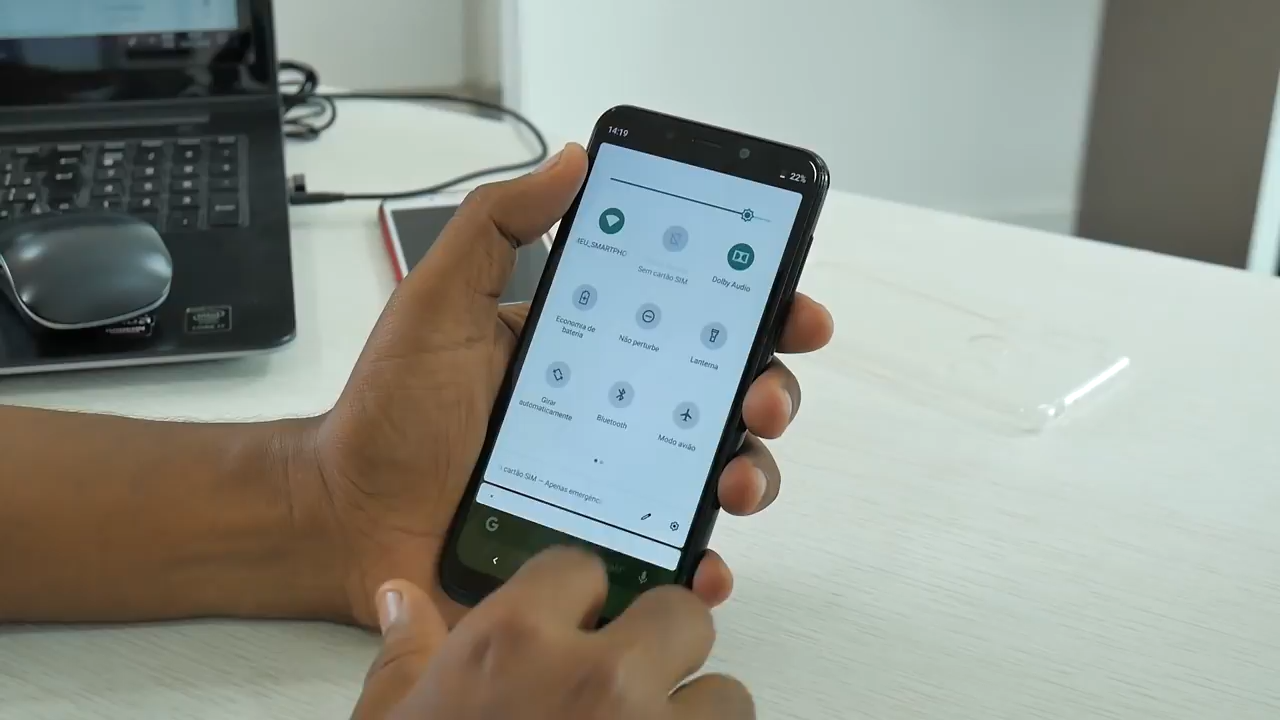 14:19
22%
MEU_SMARTPHO
Sem cartão SIM
Dolby Audio
Economia de
bateria
Não perturbe
Lanterna
Girar
automaticamente
Bluetooth
Modo avião
cartão SIM — Apenas emergênc
G